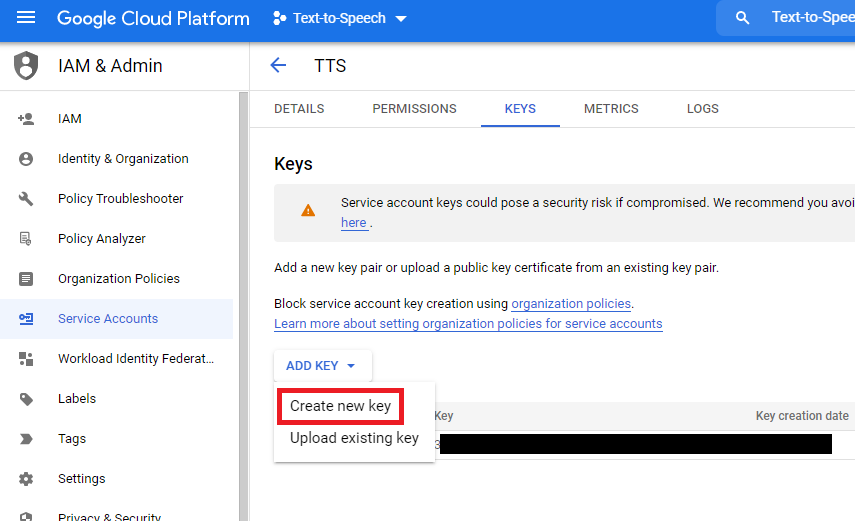 Google Cloud Platform
Text-to-Speech
Text-to-Spee
IAM & Admin
TTS
IAM
Identity & Organization
Policy Troubleshooter
Policy Analyzer
Organization Policies
Service Accounts
Workload Identity Federat...
Labels
Tags
Settings
Privacy & Security
DETAILS PERMISSIONS KEYS METRICS LOGS
Keys
Service account keys could pose a security risk if compromised. We recommend you avoi
here .
Add a new key pair or upload a public key certificate from an existing key pair.
Block service account key creation using organization policies.
Learn more about setting organization policies for service accounts
ADD KEY
Create new key
Upload existing key
Key Key creation date
3